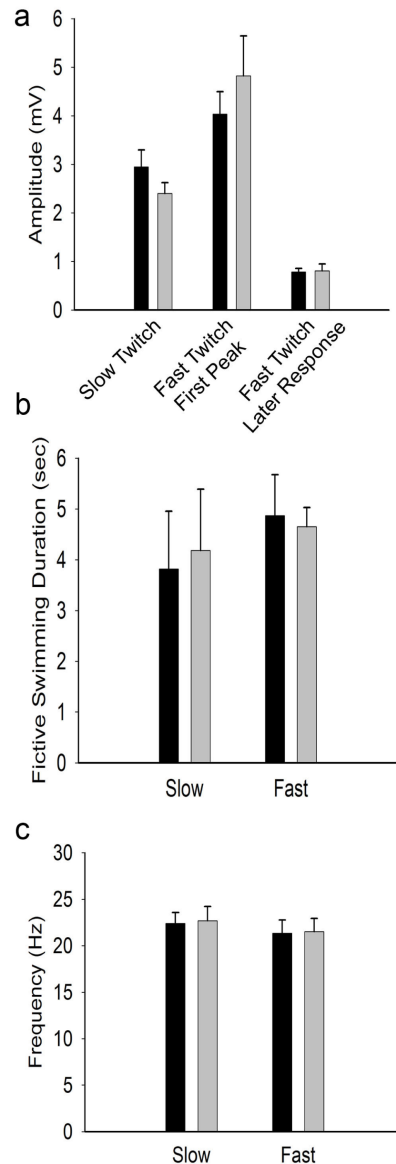 a
Amplitude (mV)
6
5
4
3
2
1
0
Slow Twitch
Fast Twitch
First Peak
Fast Twitch
Later Response
b
Fictive Swimming Duration (sec)
6
5
4
3
2
1
0
Slow
Fast
c
Frequency (Hz)
30
25
20
15
10
5
0
Slow
Fast